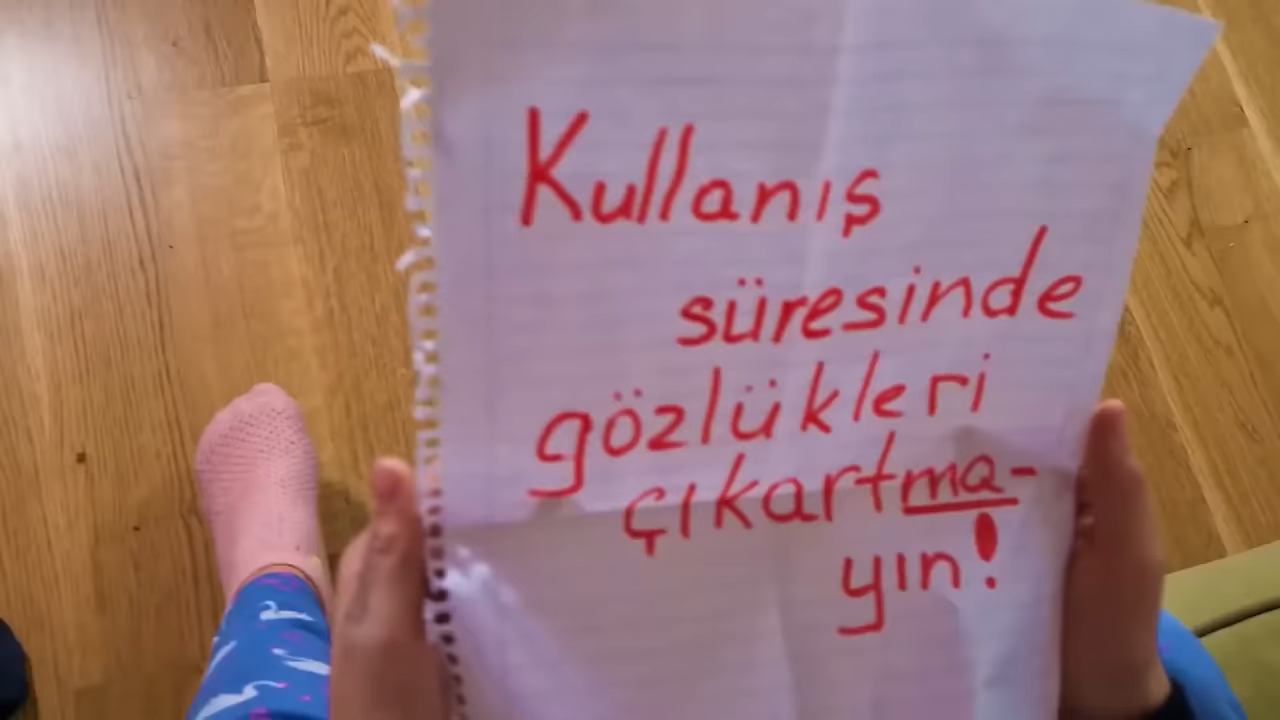 Kullanış
süresinde
gözlükleri
çıkartma-
yın!